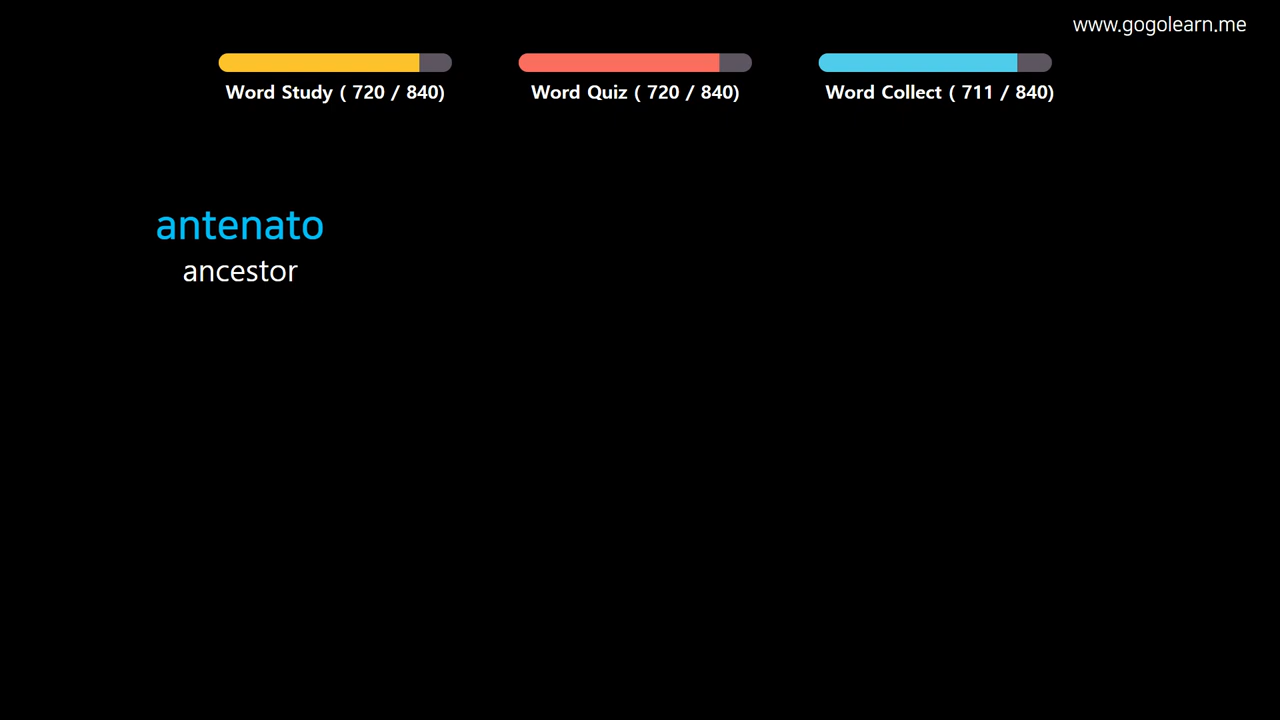 www.gogolearn.me
Word Study ( 720 / 840)
Word Quiz ( 720 / 840)
Word Collect ( 711 / 840)
antenato
ancestor